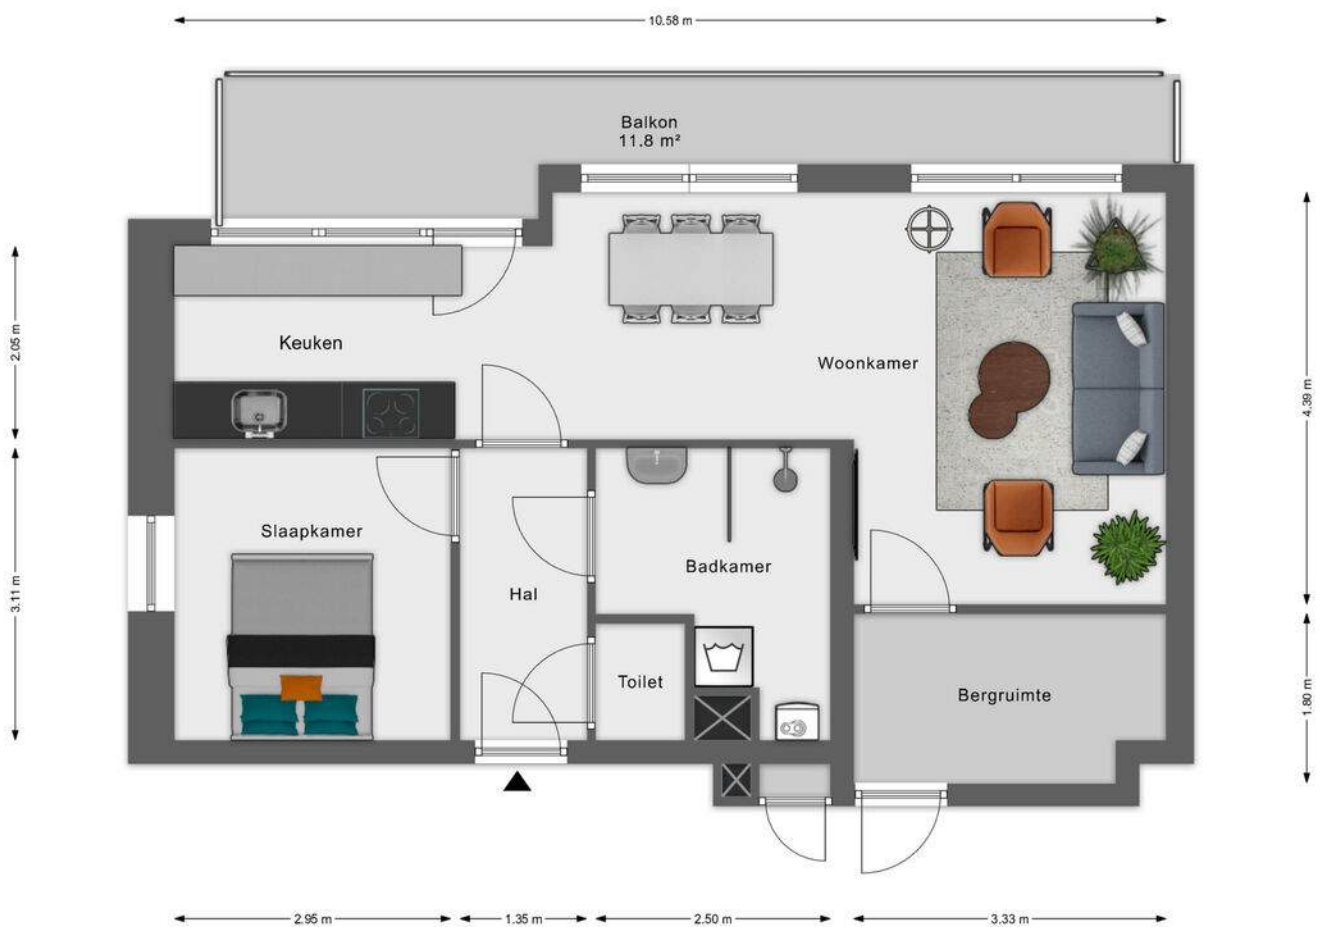 10.58 m
Balkon
11.8 m²
2.05 m
Keuken
Woonkamer
4.39 m
Slaapkamer
Badkamer
3.11 m
Hal
Toilet
Bergruimte
1.80 m
2.95 m
1.35 m
2.50 m
3.33 m